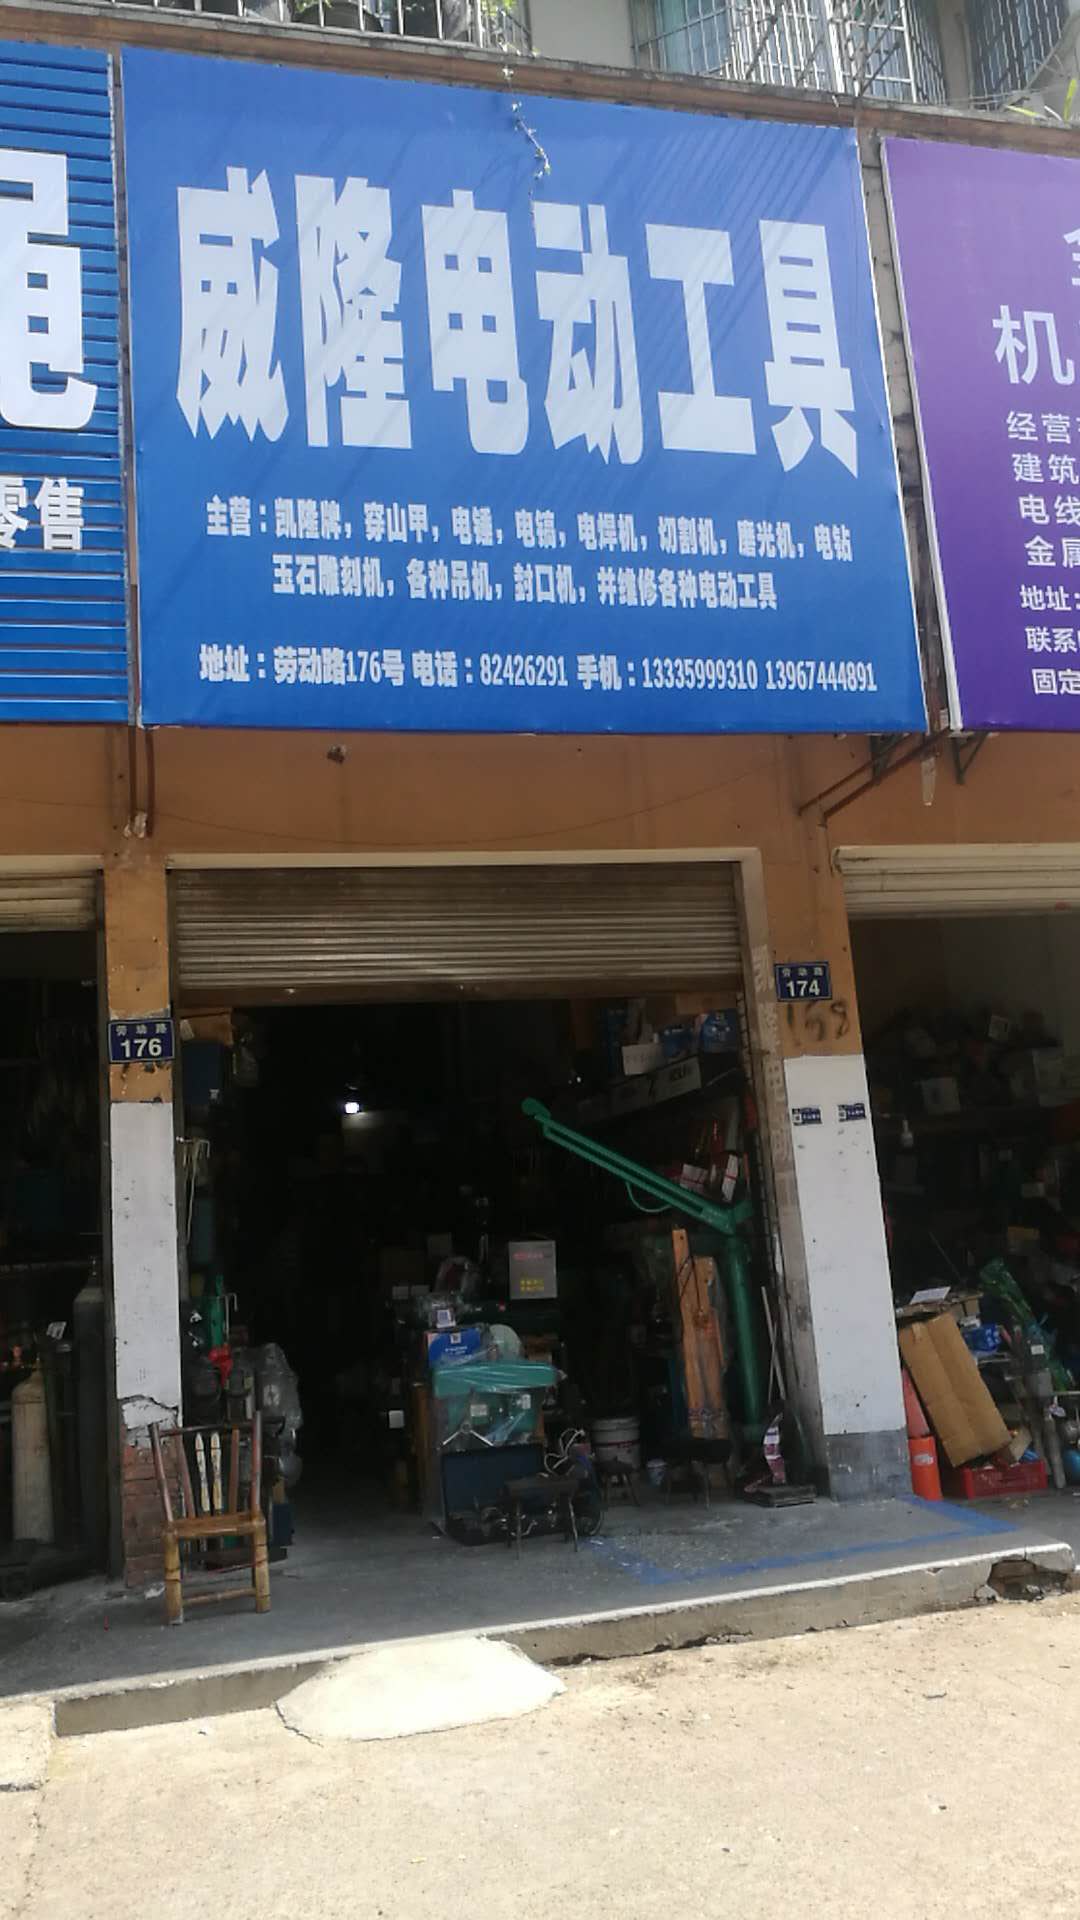 威隆电动工具
主营：凯隆牌，穿山甲，电锤，电镐，电焊机，切割机，磨光机，电钻
玉石雕刻机，各种吊机，封口机，并维修各种电动工具
地址：劳动路176号 电话：82426291 手机：13335999310 13967444891
零售
机
经营
建筑
电线
金属
地址：
联系
固定
劳动路
176
劳动路
174
168